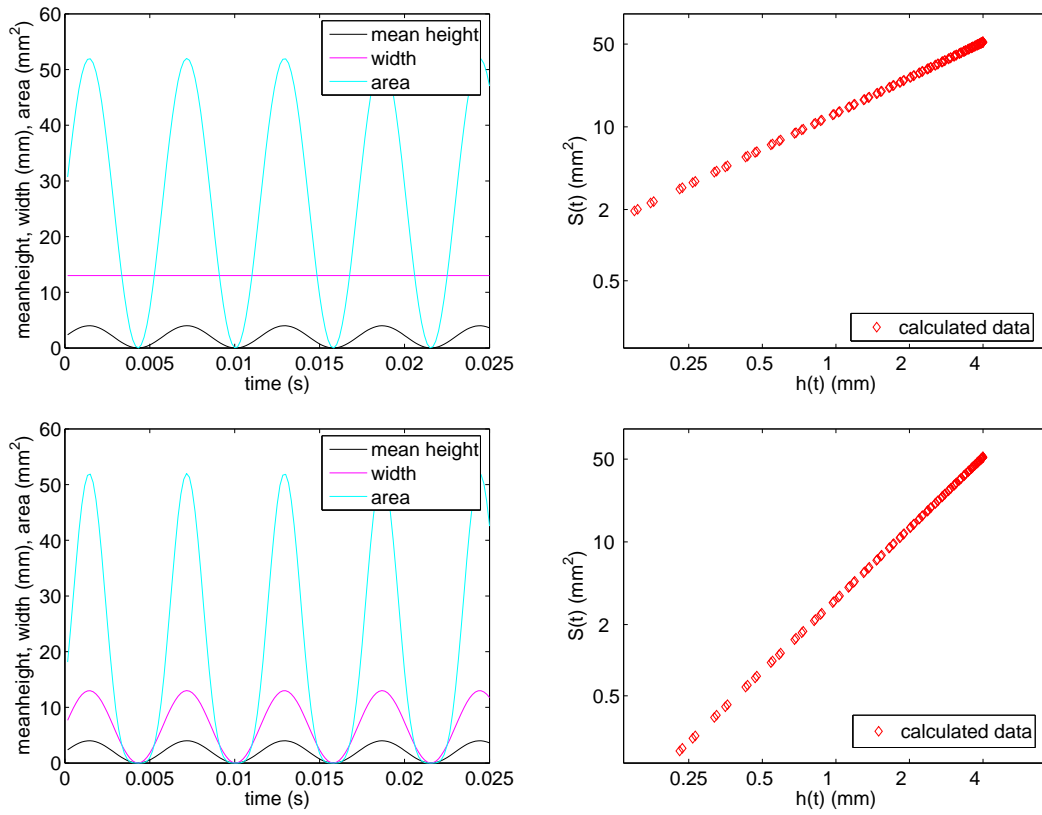 60
50
40
30
20
10
0
meanheight, width (mm), area (mm²)
mean height
width
area
0 0.005 0.01 0.015 0.02 0.025
time (s)
50
10
2
0.5
S(t) (mm²)
calculated data
0.25 0.5 1 2 4
h(t) (mm)
60
50
40
30
20
10
0
meanheight, width (mm), area (mm²)
mean height
width
area
0 0.005 0.01 0.015 0.02 0.025
time (s)
50
10
2
0.5
S(t) (mm²)
calculated data
0.25 0.5 1 2 4
h(t) (mm)